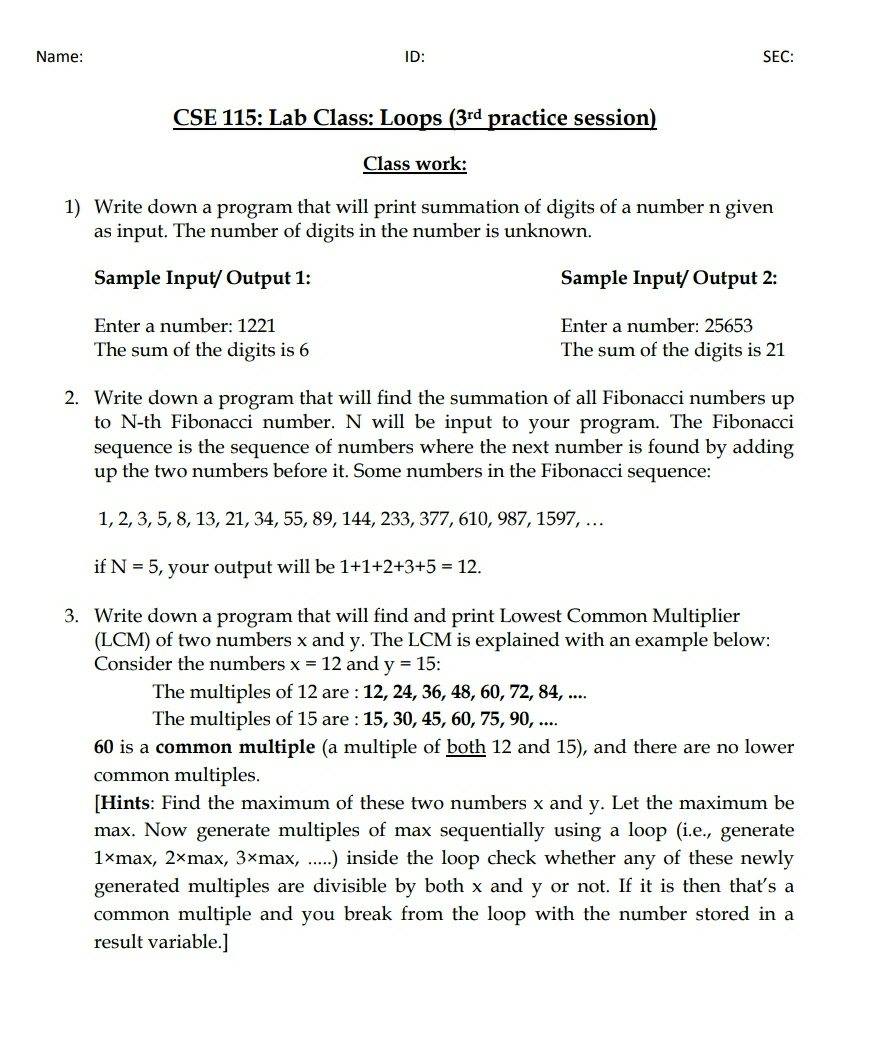 Name: ID: SEC:
CSE 115: Lab Class: Loops (3rd practice session)
Class work:
1) Write down a program that will print summation of digits of a number n given
as input. The number of digits in the number is unknown.
Sample Input/ Output 1: Sample Input/ Output 2:
Enter a number: 1221 Enter a number: 25653
The sum of the digits is 6 The sum of the digits is 21
2. Write down a program that will find the summation of all Fibonacci numbers up
to N-th Fibonacci number. N will be input to your program. The Fibonacci
sequence is the sequence of numbers where the next number is found by adding
up the two numbers before it. Some numbers in the Fibonacci sequence:
1, 2, 3, 5, 8, 13, 21, 34, 55, 89, 144, 233, 377, 610, 987, 1597, …
if N = 5, your output will be 1+1+2+3+5 = 12.
3. Write down a program that will find and print Lowest Common Multiplier
(LCM) of two numbers x and y. The LCM is explained with an example below:
Consider the numbers x = 12 and y = 15:
The multiples of 12 are : 12, 24, 36, 48, 60, 72, 84, ....
The multiples of 15 are : 15, 30, 45, 60, 75, 90, ....
60 is a common multiple (a multiple of both 12 and 15), and there are no lower
common multiples.
[Hints: Find the maximum of these two numbers x and y. Let the maximum be
max. Now generate multiples of max sequentially using a loop (i.e., generate
1×max, 2×max, 3×max, .....) inside the loop check whether any of these newly
generated multiples are divisible by both x and y or not. If it is then that's a
common multiple and you break from the loop with the number stored in a
result variable.]